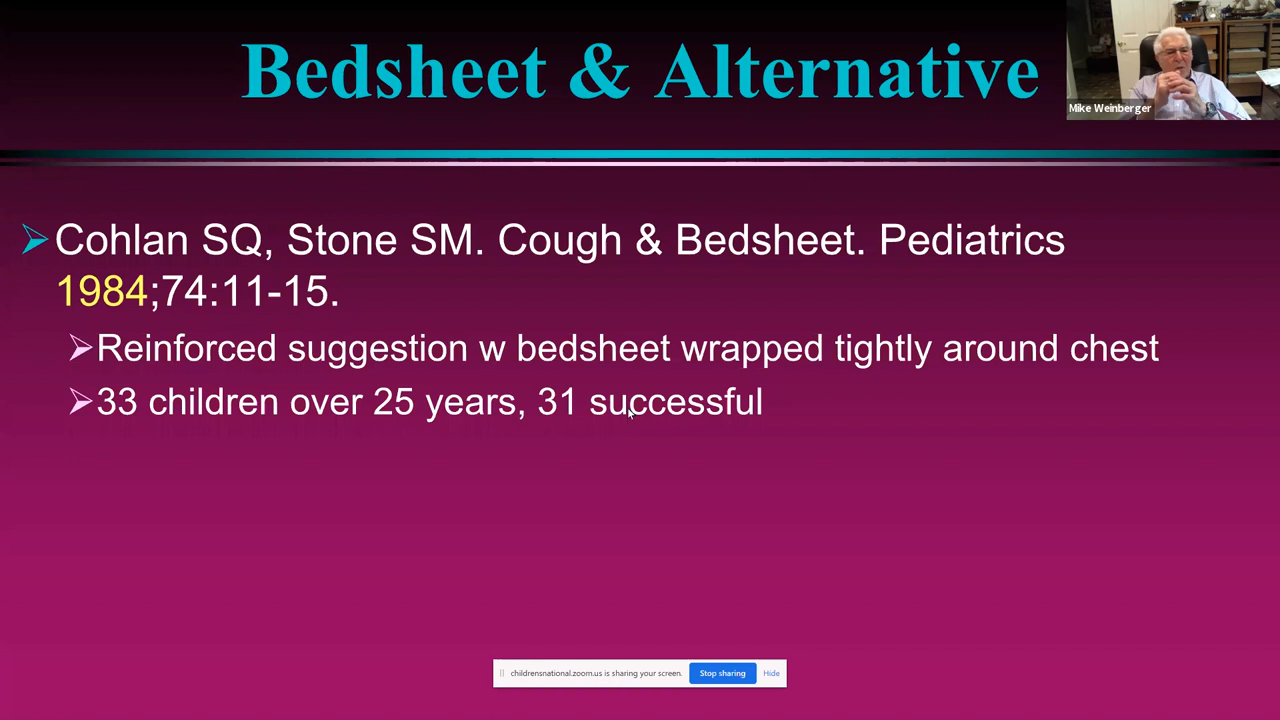 Bedsheet & Alternative
Mike Weinberger
➢Cohlan SQ, Stone SM. Cough & Bedsheet. Pediatrics
1984;74:11-15.
➢Reinforced suggestion w bedsheet wrapped tightly around chest
➢33 children over 25 years, 31 successful
childrensnational.zoom.us is sharing your screen. Stop sharing Hide